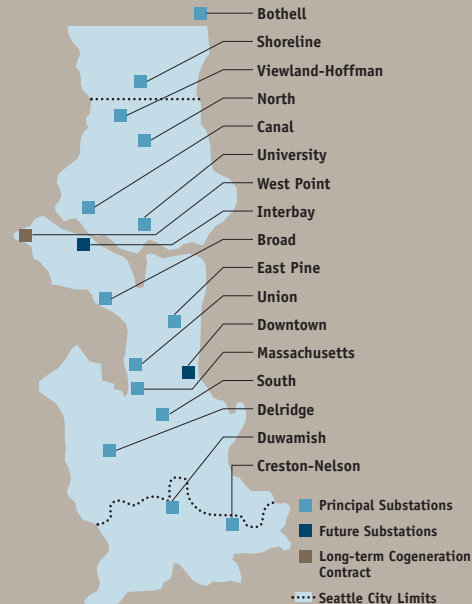 Bothell
Shoreline
Viewland-Hoffman
North
Canal
University
West Point
Interbay
Broad
East Pine
Union
Downtown
Massachusetts
South
Delridge
Duwamish
Creston-Nelson
Principal Substations
Future Substations
Long-term Cogeneration
Contract
Seattle City Limits